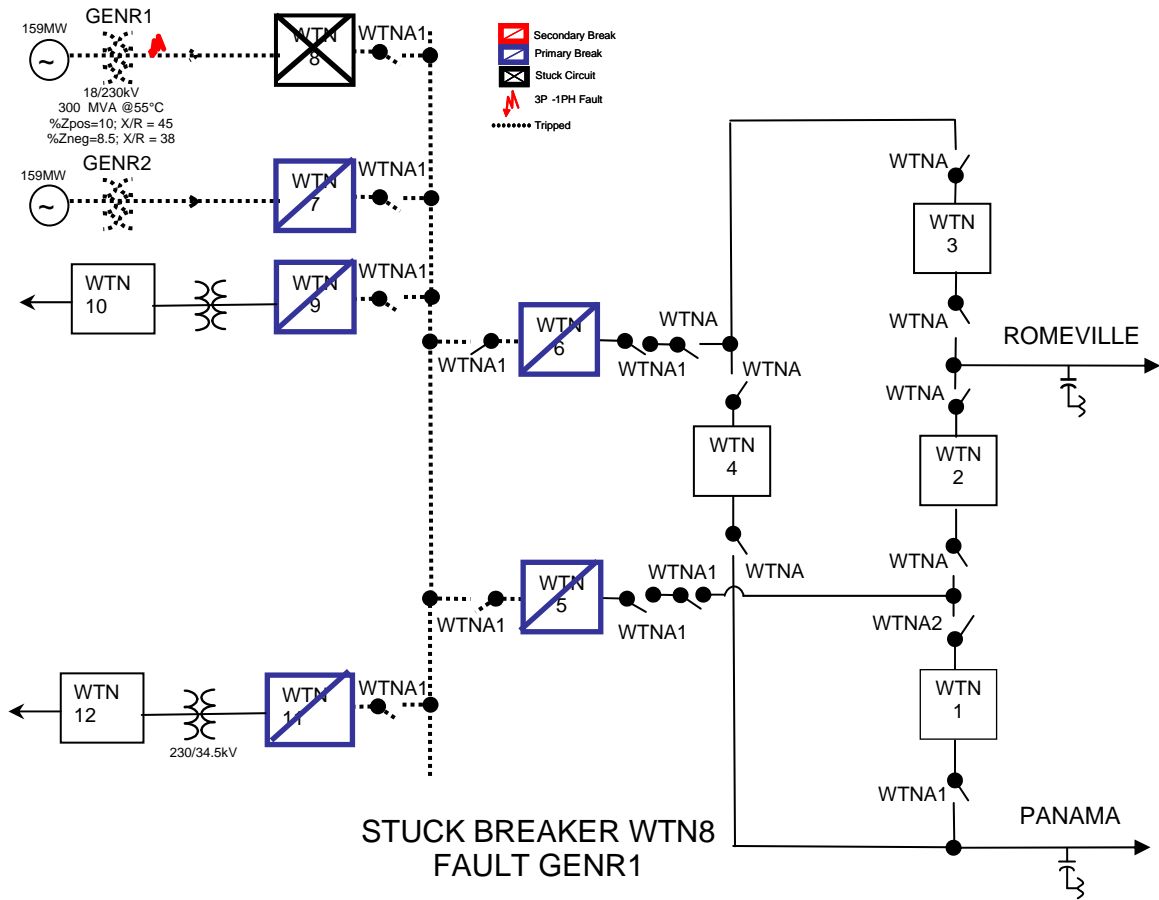 GENR1
159MW
~
WTN
8
WTNA1
18/230kV
300 MVA @55°C
%Zpos=10; X/R = 45
%Zneg=8.5; X/R = 38
Secondary Break
Primary Break
Stuck Circuit
3P -1PH Fault
Tripped
GENR2
159MW
~
WTN
7
WTNA1
WTN
10
WTN
9
WTNA1
WTNA1
WTN
6
WTNA1
WTNA
WTNA
WTN
4
WTNA
WTNA
WTN
3
WTNA
ROMEVILLE
WTNA
WTN
2
WTNA
WTNA1
WTN
5
WTNA1
WTNA1
WTNA2
WTN
1
WTNA1
PANAMA
WTN
12
230/34.5kV
WTN
11
WTNA1
STUCK BREAKER WTN8
FAULT GENR1